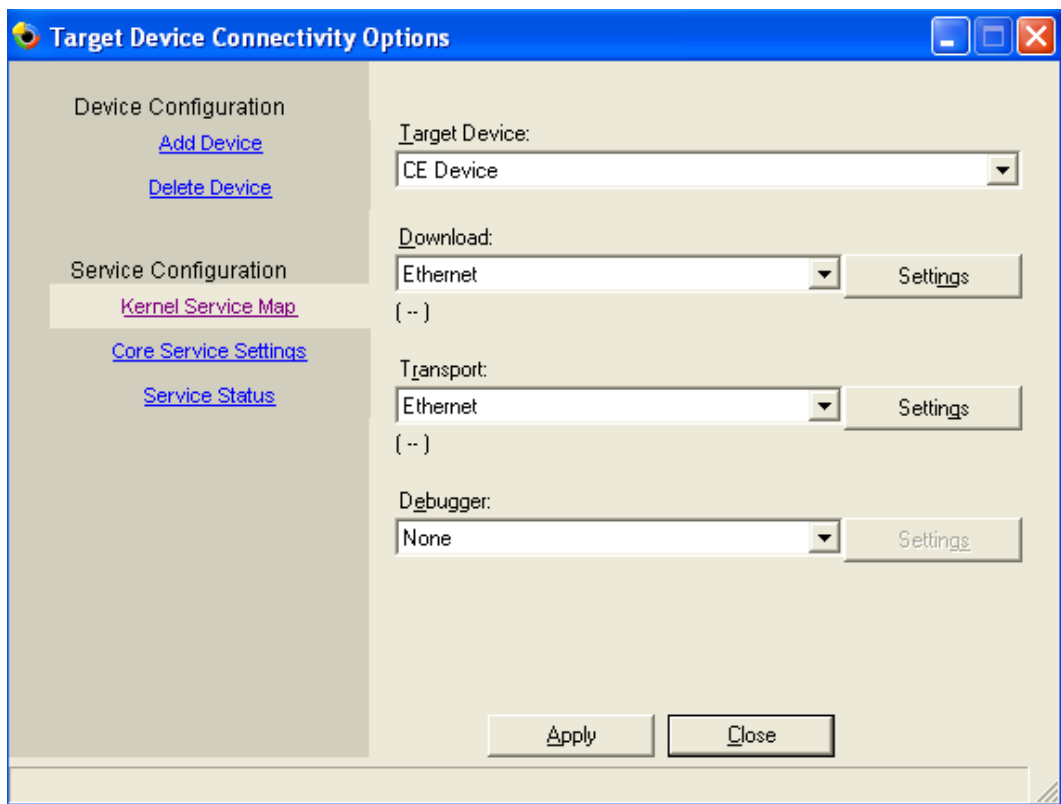 Target Device Connectivity Options
Device Configuration
Add Device
Delete Device
Service Configuration
Kernel Service Map
Core Service Settings
Service Status
Target Device:
CE Device
Download:
Ethernet
Settings
( -- )
Transport:
Ethernet
Settings
( -- )
Debugger:
None
Settings
Apply
Close